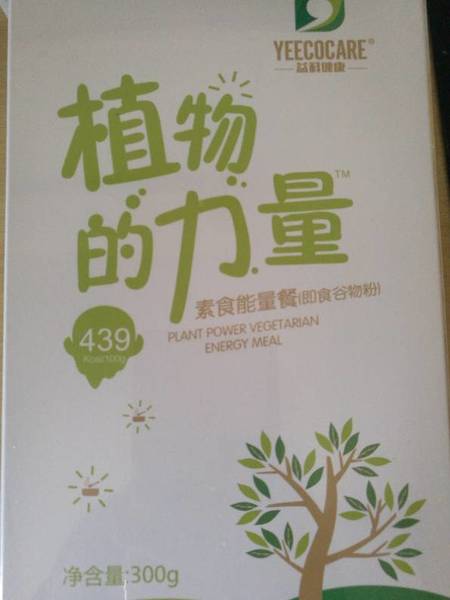 YEECOCARE®
益科健康
植物
的力量™
素食能量餐(即食谷物粉)
PLANT POWER VEGETARIAN
ENERGY MEAL
439
Kcal/100g
净含量:300g